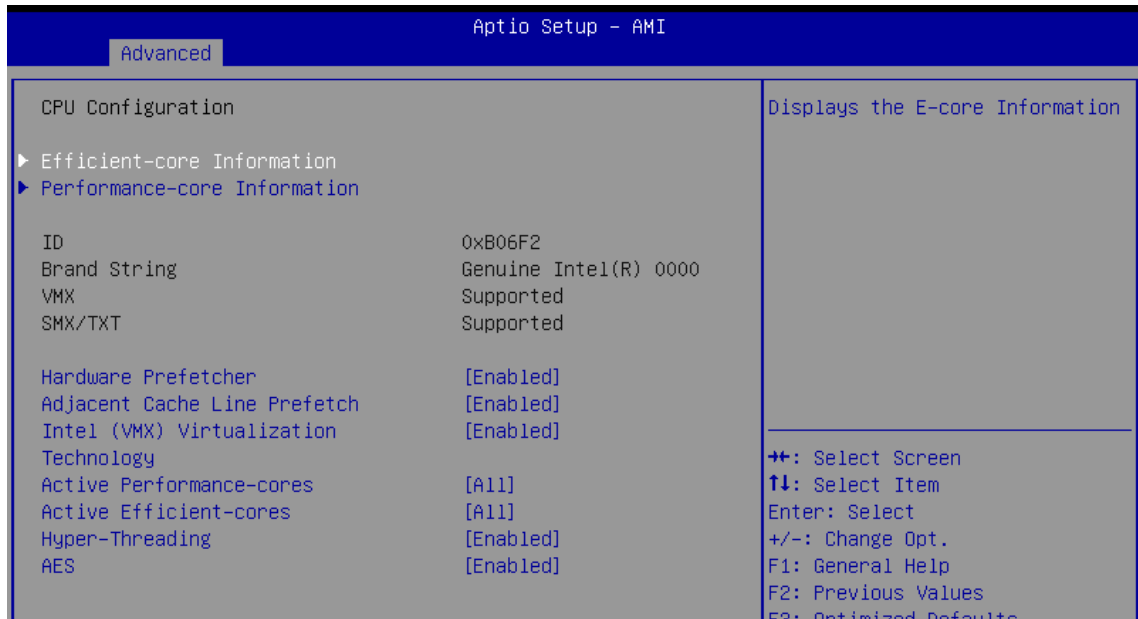 Aptio Setup – AMI
Advanced
CPU Configuration
Efficient-core Information
Performance-core Information
ID 0xB06F2
Brand String Genuine Intel(R) 0000
VMX Supported
SMX/TXT Supported
Hardware Prefetcher [Enabled]
Adjacent Cache Line Prefetch [Enabled]
Intel (VMX) Virtualization [Enabled]
Technology
Active Performance-cores [All]
Active Efficient-cores [All]
Hyper-Threading [Enabled]
AES [Enabled]
Displays the E-core Information
→←: Select Screen
↑↓: Select Item
Enter: Select
+/-: Change Opt.
F1: General Help
F2: Previous Values
F3: Optimized Defaults